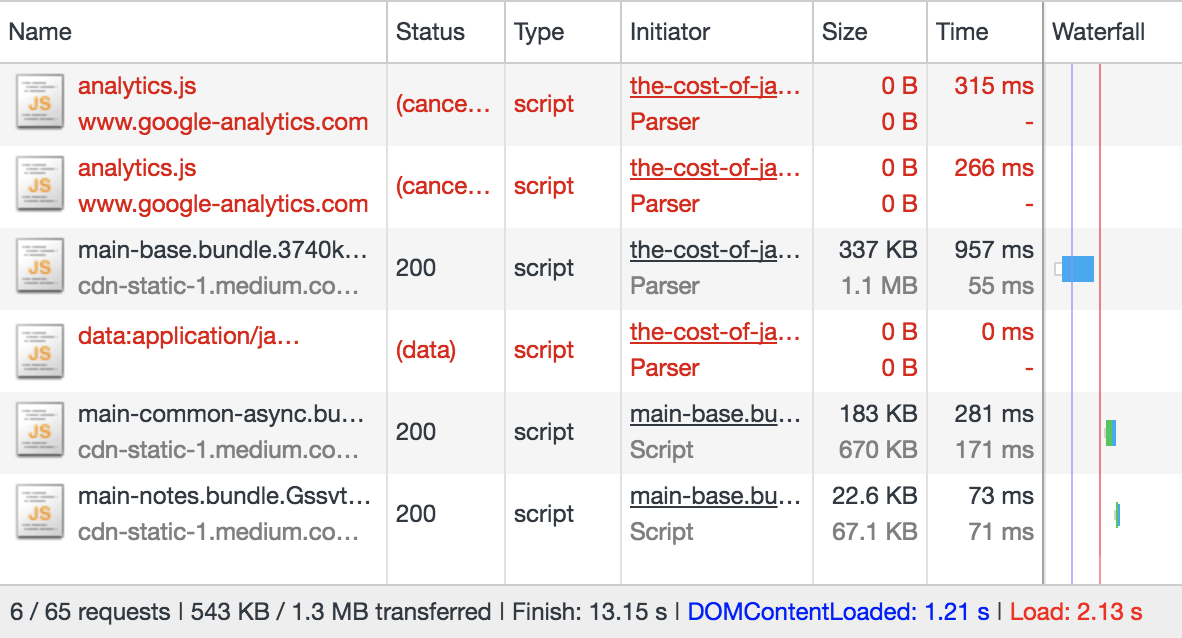 Name Status Type Initiator Size Time Waterfall
JS analytics.js (cance… script the-cost-of-ja… 0 B 315 ms
www.google-analytics.com Parser 0 B -
JS analytics.js (cance… script the-cost-of-ja… 0 B 266 ms
www.google-analytics.com Parser 0 B -
JS main-base.bundle.3740k… 200 script the-cost-of-ja… 337 KB 957 ms
cdn-static-1.medium.co… Parser 1.1 MB 55 ms
JS data:application/ja… (data) script the-cost-of-ja… 0 B 0 ms
Parser 0 B -
JS main-common-async.bu… 200 script main-base.bu… 183 KB 281 ms
cdn-static-1.medium.co… Script 670 KB 171 ms
JS main-notes.bundle.Gssvt… 200 script main-base.bu… 22.6 KB 73 ms
cdn-static-1.medium.co… Script 67.1 KB 71 ms
6 / 65 requests | 543 KB / 1.3 MB transferred | Finish: 13.15 s | DOMContentLoaded: 1.21 s | Load: 2.13 s